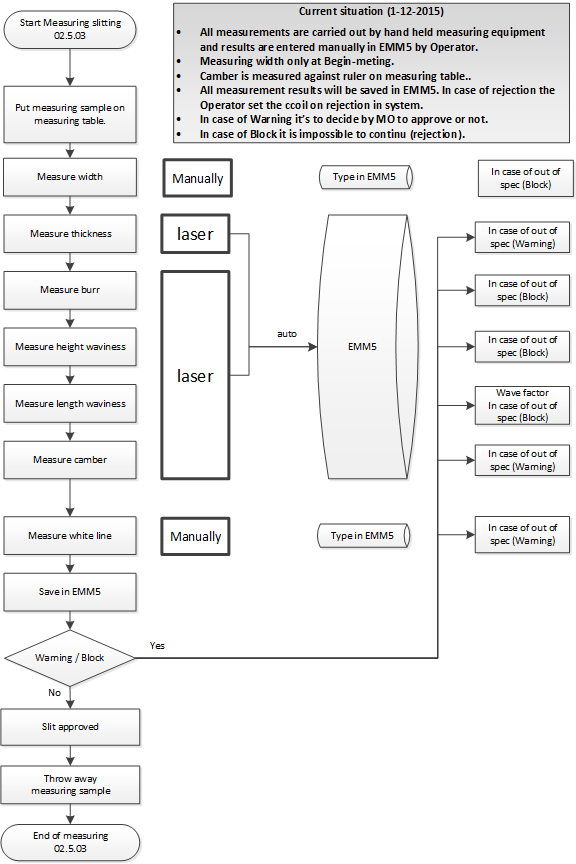 Start Measuring slitting
02.5.03
Current situation (1-12-2015)
• All measurements are carried out by hand held measuring equipment
and results are entered manually in EMM5 by Operator.
• Measuring width only at Begin-meting.
• Camber is measured against ruler on measuring table..
• All measurement results will be saved in EMM5. In case of rejection the
Operator set the ccoil on rejection in system.
• In case of Warning it's to decide by MO to approve or not.
• In case of Block it is impossible to continu (rejection).
Put measuring sample on
measuring table.
Measure width
Manually
Type in EMM5
In case of out of
spec (Block)
Measure thickness
laser
In case of out of
spec (Warning)
Measure burr
In case of out of
spec (Block)
auto
Measure height waviness
laser
EMM5
In case of out of
spec (Block)
Measure length waviness
Wave factor
In case of out of
spec (Block)
Measure camber
In case of out of
spec (Warning)
Measure white line
Manually
Type in EMM5
In case of out of
spec (Warning)
Save in EMM5
Warning / Block
Yes
No
Slit approved
Throw away
measuring sample
End of measuring
02.5.03